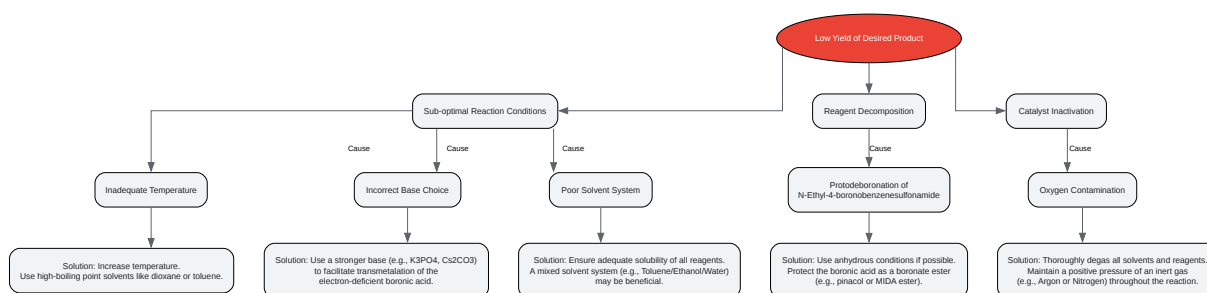 Low Yield of Desired Product
Sub-optimal Reaction Conditions
Reagent Decomposition
Catalyst Inactivation
Cause
Cause
Cause
Cause
Cause
Inadequate Temperature
Incorrect Base Choice
Poor Solvent System
Protodeboronation of
N-Ethyl-4-boronobenzenesulfonamide
Oxygen Contamination
Solution: Increase temperature.
Use high-boiling point solvents like dioxane or toluene.
Solution: Use a stronger base (e.g., K3PO4, Cs2CO3)
to facilitate transmetalation of the
electron-deficient boronic acid.
Solution: Ensure adequate solubility of all reagents.
A mixed solvent system (e.g., Toluene/Ethanol/Water)
may be beneficial.
Solution: Use anhydrous conditions if possible.
Protect the boronic acid as a boronate ester
(e.g., pinacol or MIDA ester).
Solution: Thoroughly degas all solvents and reagents.
Maintain a positive pressure of an inert gas
(e.g., Argon or Nitrogen) throughout the reaction.